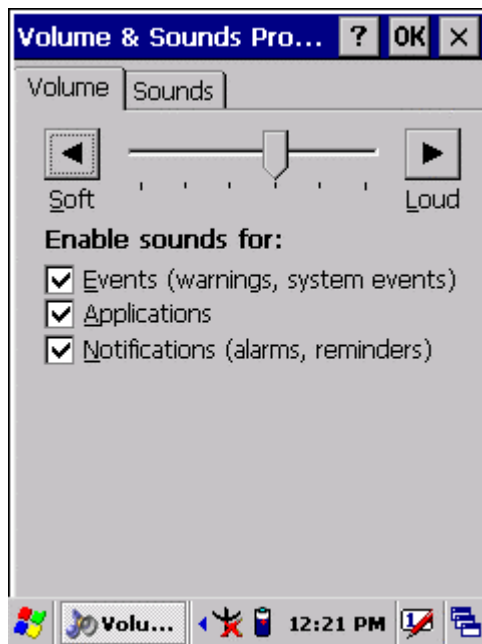 Volume & Sounds Pro... ? OK ×
Volume Sounds
Soft Loud
Enable sounds for:
Events (warnings, system events)
Applications
Notifications (alarms, reminders)
Volu... 12:21 PM 1